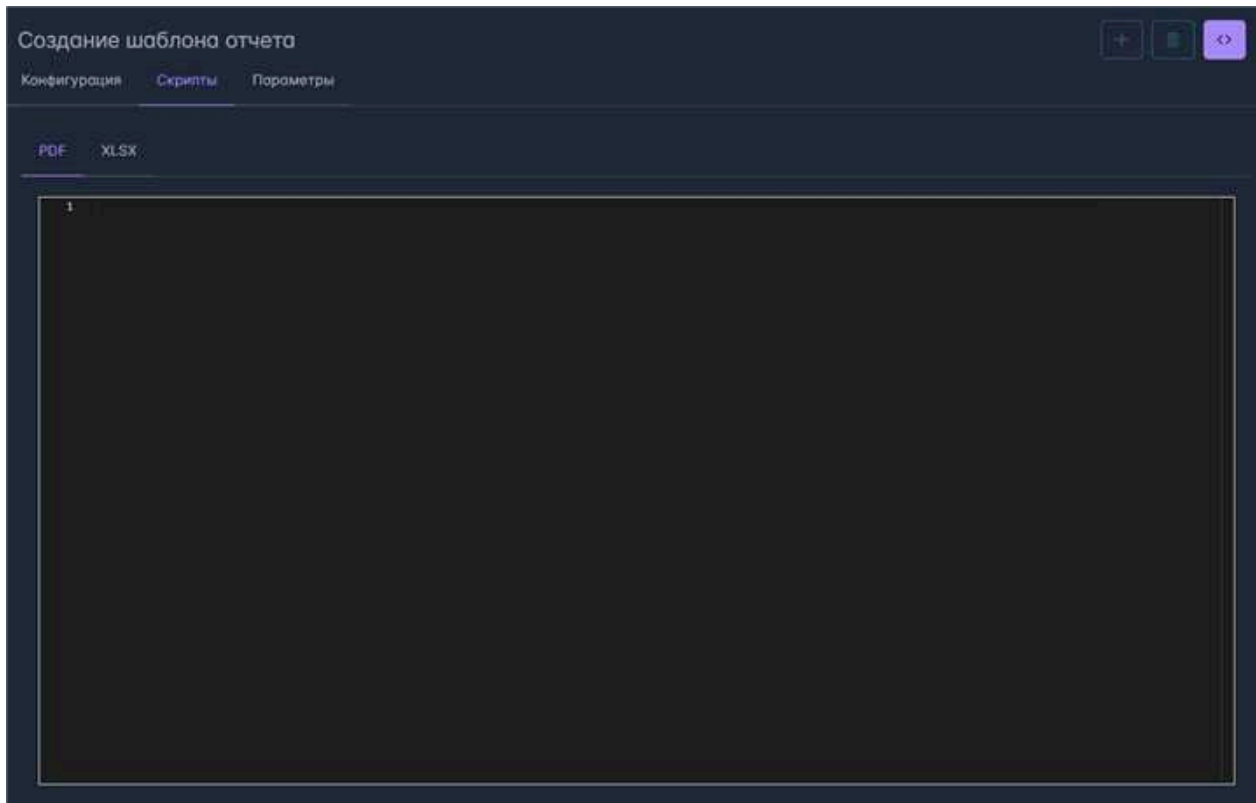 Создание шаблона отчета
<>
Конфигурация Скрипты Параметры
PDF XLSX
1